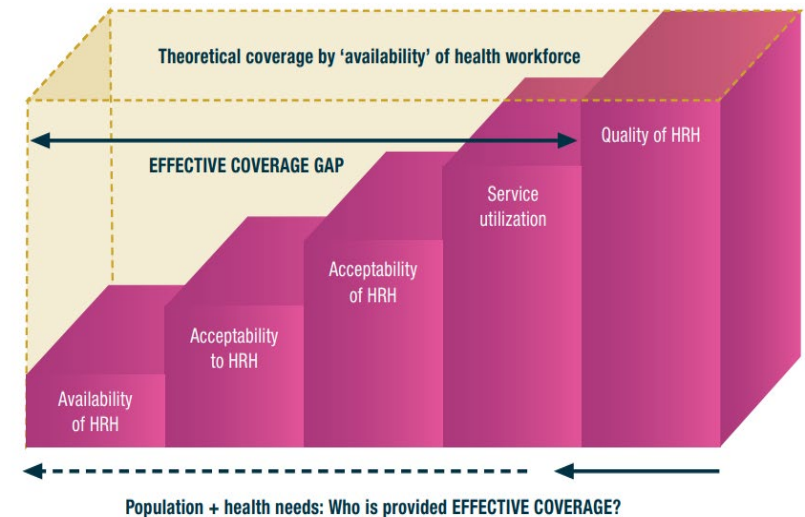 Theoretical coverage by ‘availability’ of health workforce
EFFECTIVE COVERAGE GAP
Availability
of HRH
Acceptability
to HRH
Acceptability
of HRH
Service
utilization
Quality of HRH
Population + health needs: Who is provided EFFECTIVE COVERAGE?